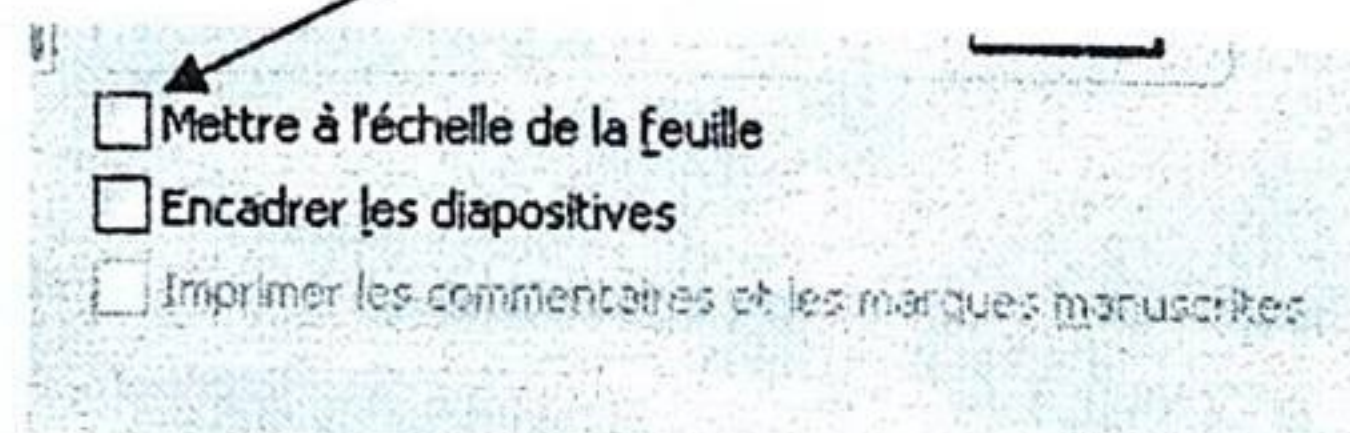 Mettre à l'échelle de la feuille
Encadrer les diapositives
Imprimer les commentaires et les marques manuscrites